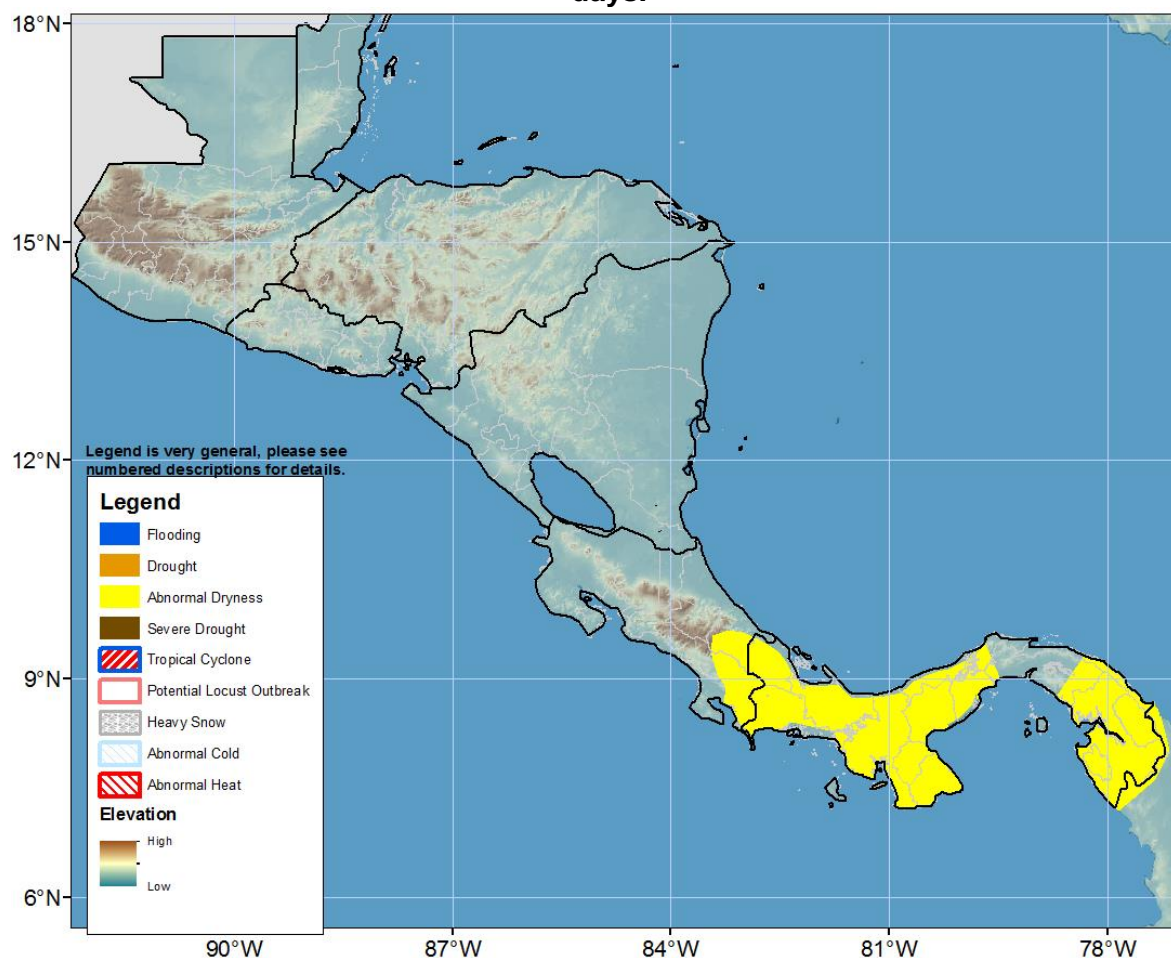 days.
18°N
15°N
12°N
9°N
6°N
Legend is very general, please see
numbered descriptions for details.
Legend
Flooding
Drought
Abnormal Dryness
Severe Drought
Tropical Cyclone
Potential Locust Outbreak
Heavy Snow
Abnormal Cold
Abnormal Heat
Elevation
High
Low
90°W
87°W
84°W
81°W
78°W